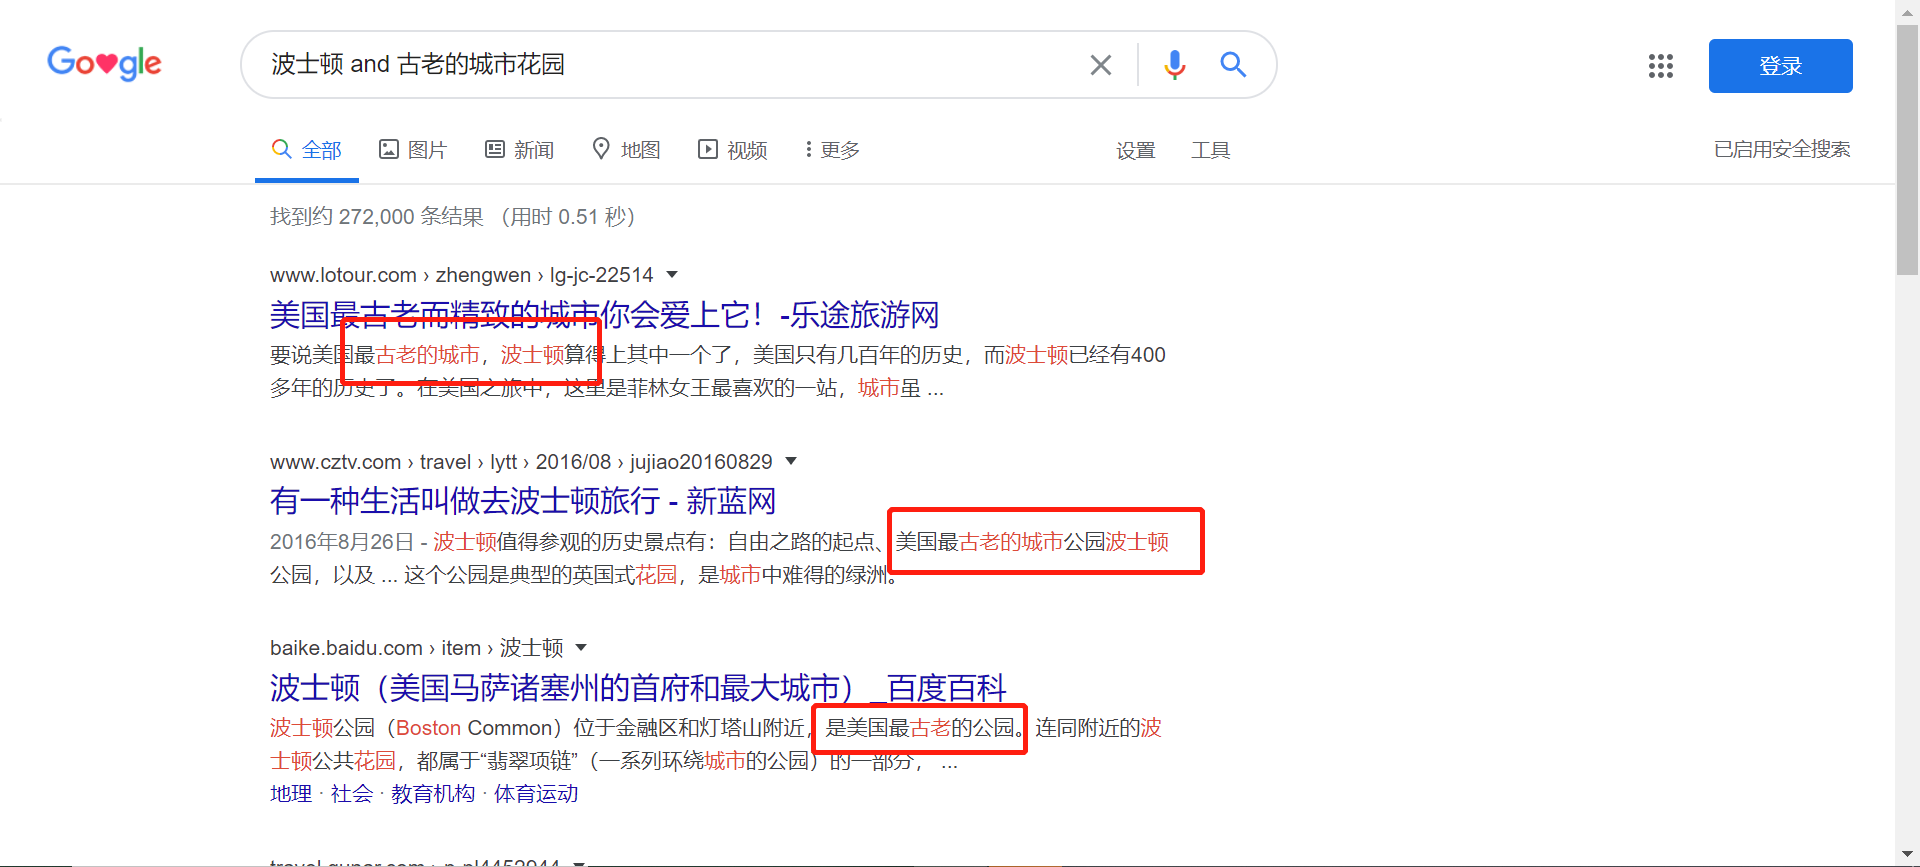 Google
波士顿 and 古老的城市花园
登录
全部 图片 新闻 地图 视频 更多 设置 工具 已启用安全搜索
找到约 272,000 条结果 （用时 0.51 秒）
www.lotour.com › zhengwen › lg-jc-22514
美国最古老而精致的城市你会爱上它！-乐途旅游网
要说美国最古老的城市，波士顿算得上其中一个了，美国只有几百年的历史，而波士顿已经有400
多年的历史了。在美国之旅中，这里是菲林女王最喜欢的一站，城市虽 ...
www.cztv.com › travel › lytt › 2016/08 › jujiao20160829
有一种生活叫做去波士顿旅行 - 新蓝网
2016年8月26日 - 波士顿值得参观的历史景点有：自由之路的起点、美国最古老的城市公园波士顿
公园，以及 ... 这个公园是典型的英国式花园，是城市中难得的绿洲。
baike.baidu.com › item › 波士顿
波士顿（美国马萨诸塞州的首府和最大城市）_百度百科
波士顿公园（Boston Common）位于金融区和灯塔山附近，是美国最古老的公园。连同附近的波
士顿公共花园，都属于“翡翠项链”（一系列环绕城市的公园）的一部分， ...
地理 · 社会 · 教育机构 · 体育运动